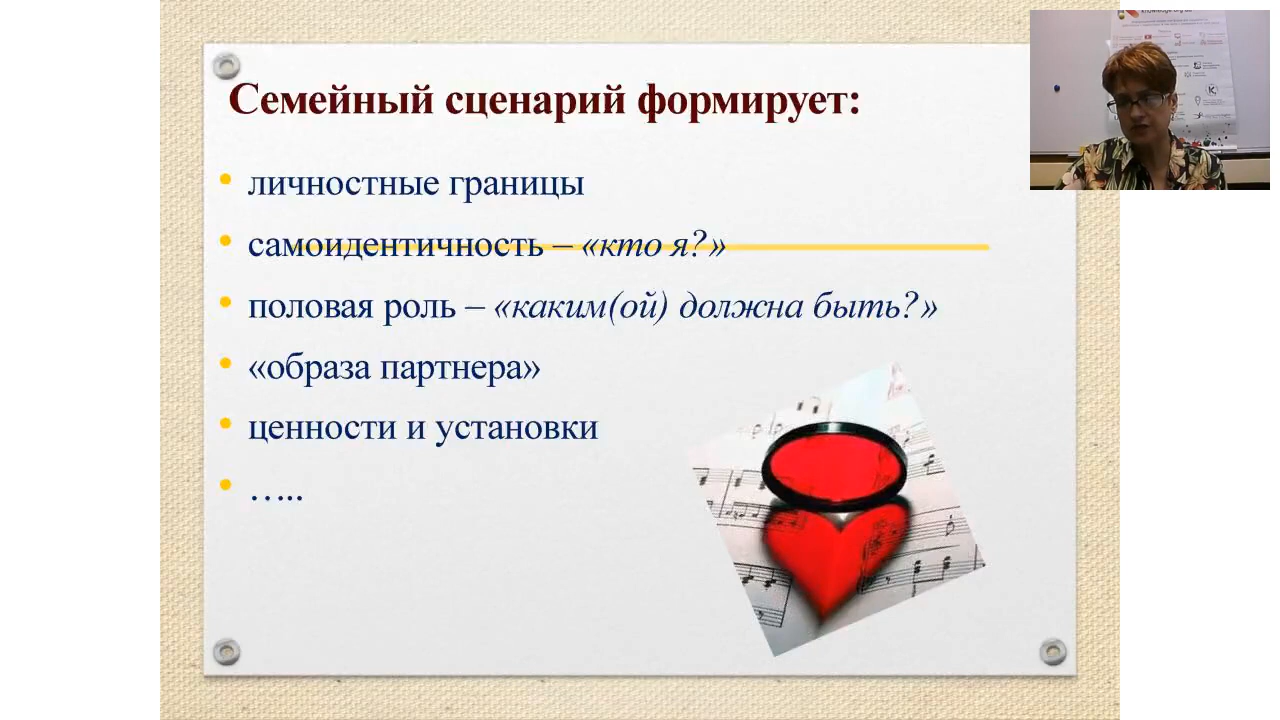 Семейный сценарий формирует:
• личностные границы
• самоидентичность – «кто я?»
• половая роль – «каким(ой) должна быть?»
• «образа партнера»
• ценности и установки
• …..